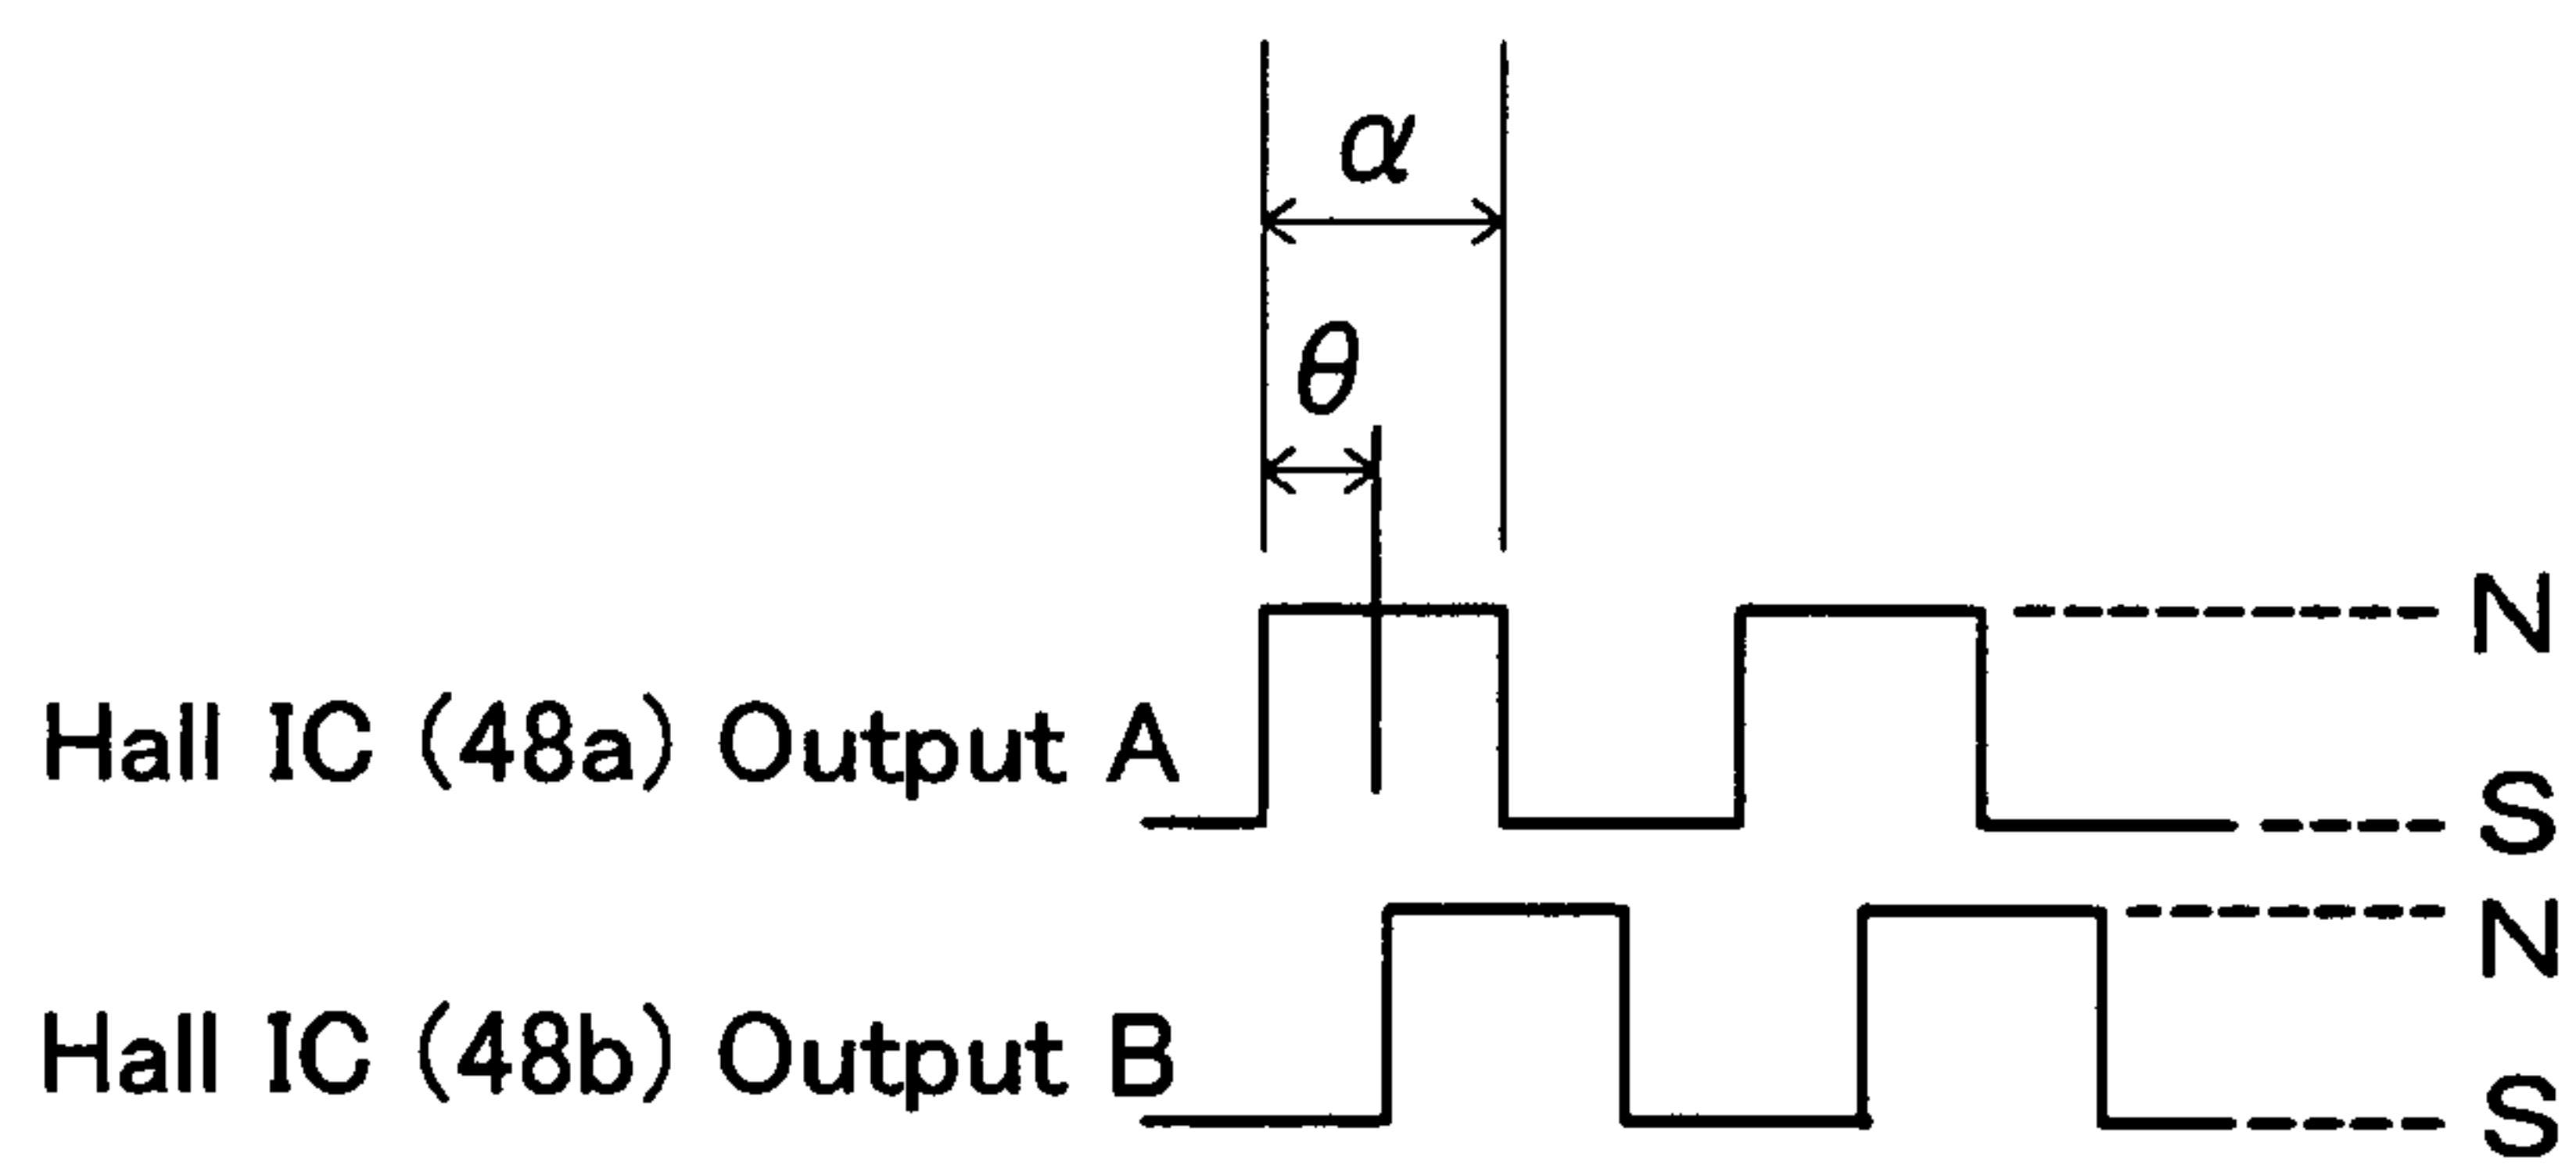 α
θ
N
Hall IC (48a) Output A
S
N
Hall IC (48b) Output B
S